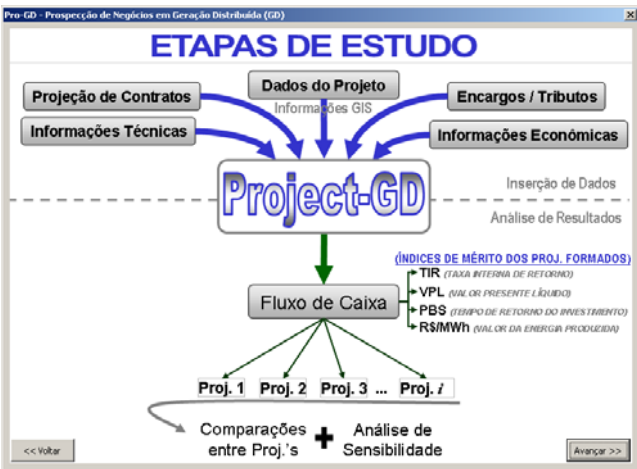 Pro-GD - Prospecção de Negócios em Geração Distribuída (GD)
ETAPAS DE ESTUDO
Projeção de Contratos
Dados do Projeto
Encargos / Tributos
Informações GIS
Informações Técnicas
Informações Econômicas
Project-GD
Inserção de Dados
Análise de Resultados
(ÍNDICES DE MÉRITO DOS PROJ. FORMADOS)
TIR (TAXA INTERNA DE RETORNO)
VPL (VALOR PRESENTE LÍQUIDO)
Fluxo de Caixa
PBS (TEMPO DE RETORNO DO INVESTIMENTO)
R$/MWh (VALOR DA ENERGIA PRODUZIDA)
Proj. 1 Proj. 2 Proj. 3 ... Proj. i
Comparações
entre Proj.'s
+
Análise de
Sensibilidade
<< Voltar
Avançar >>